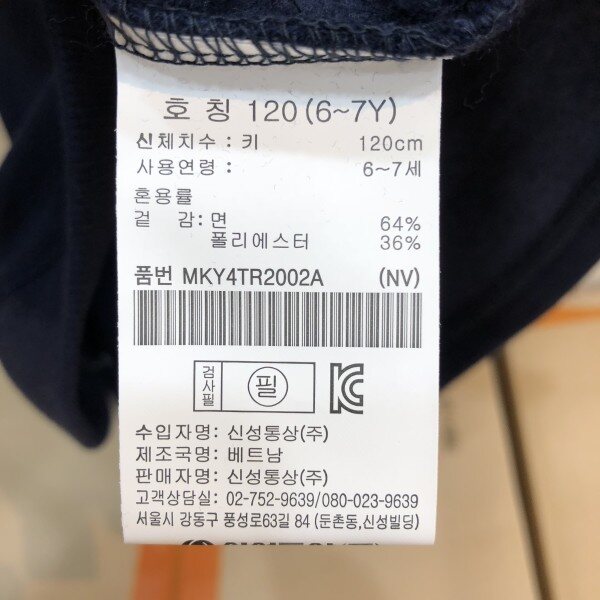 호 칭 120 (6~7Y)
신체치수 : 키 120cm
사용연령 : 6~7세
혼용률
겉 감 : 면 64%
폴리에스터 36%
품번 MKY4TR2002A (NV)
검사필 필 KC
수입자명: 신성통상(주)
제조국명: 베트남
판매자명: 신성통상(주)
고객상담실: 02-752-9639/080-023-9639
서울시 강동구 풍성로63길 84 (둔촌동,신성빌딩)